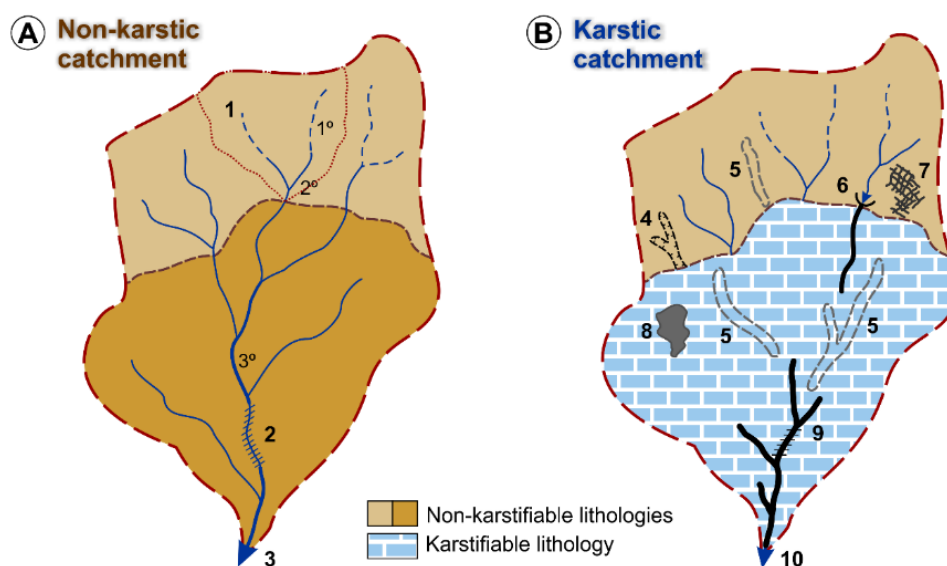 A Non-karstic
catchment
B Karstic
catchment
1
1º
2º
3º
2
3
4
5
6
7
8
5
5
9
10
Non-karstifiable lithologies
Karstifiable lithology